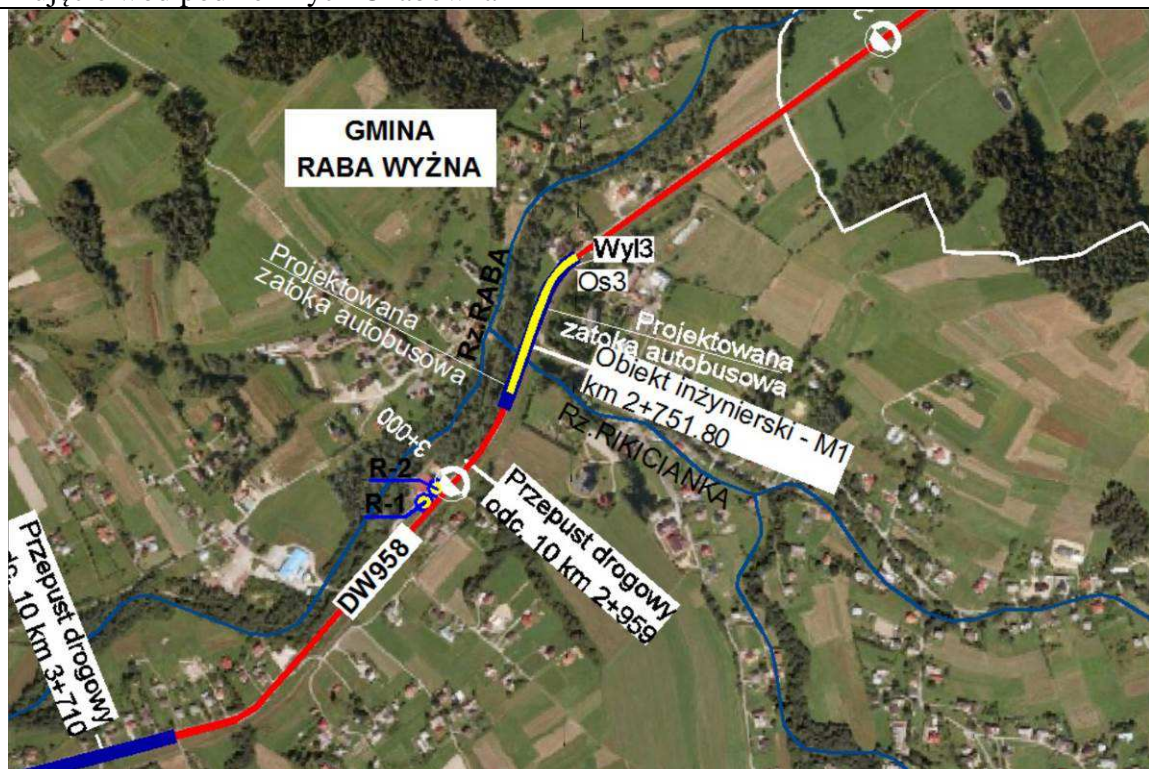 GMINA
RABA WYŻNA
Wyl3
Os3
Rz.RABA
Projektowana
zatoka autobusowa
Projektowana
zatoka autobusowa
Obiekt inżynierski - M1
km 2+751.80
Rz.RIKICIANKA
3+000
R-2
R-1
Przepust drogowy
odc. 10 km 2+959
DW958
Przepust drogowy
10 km 3+710